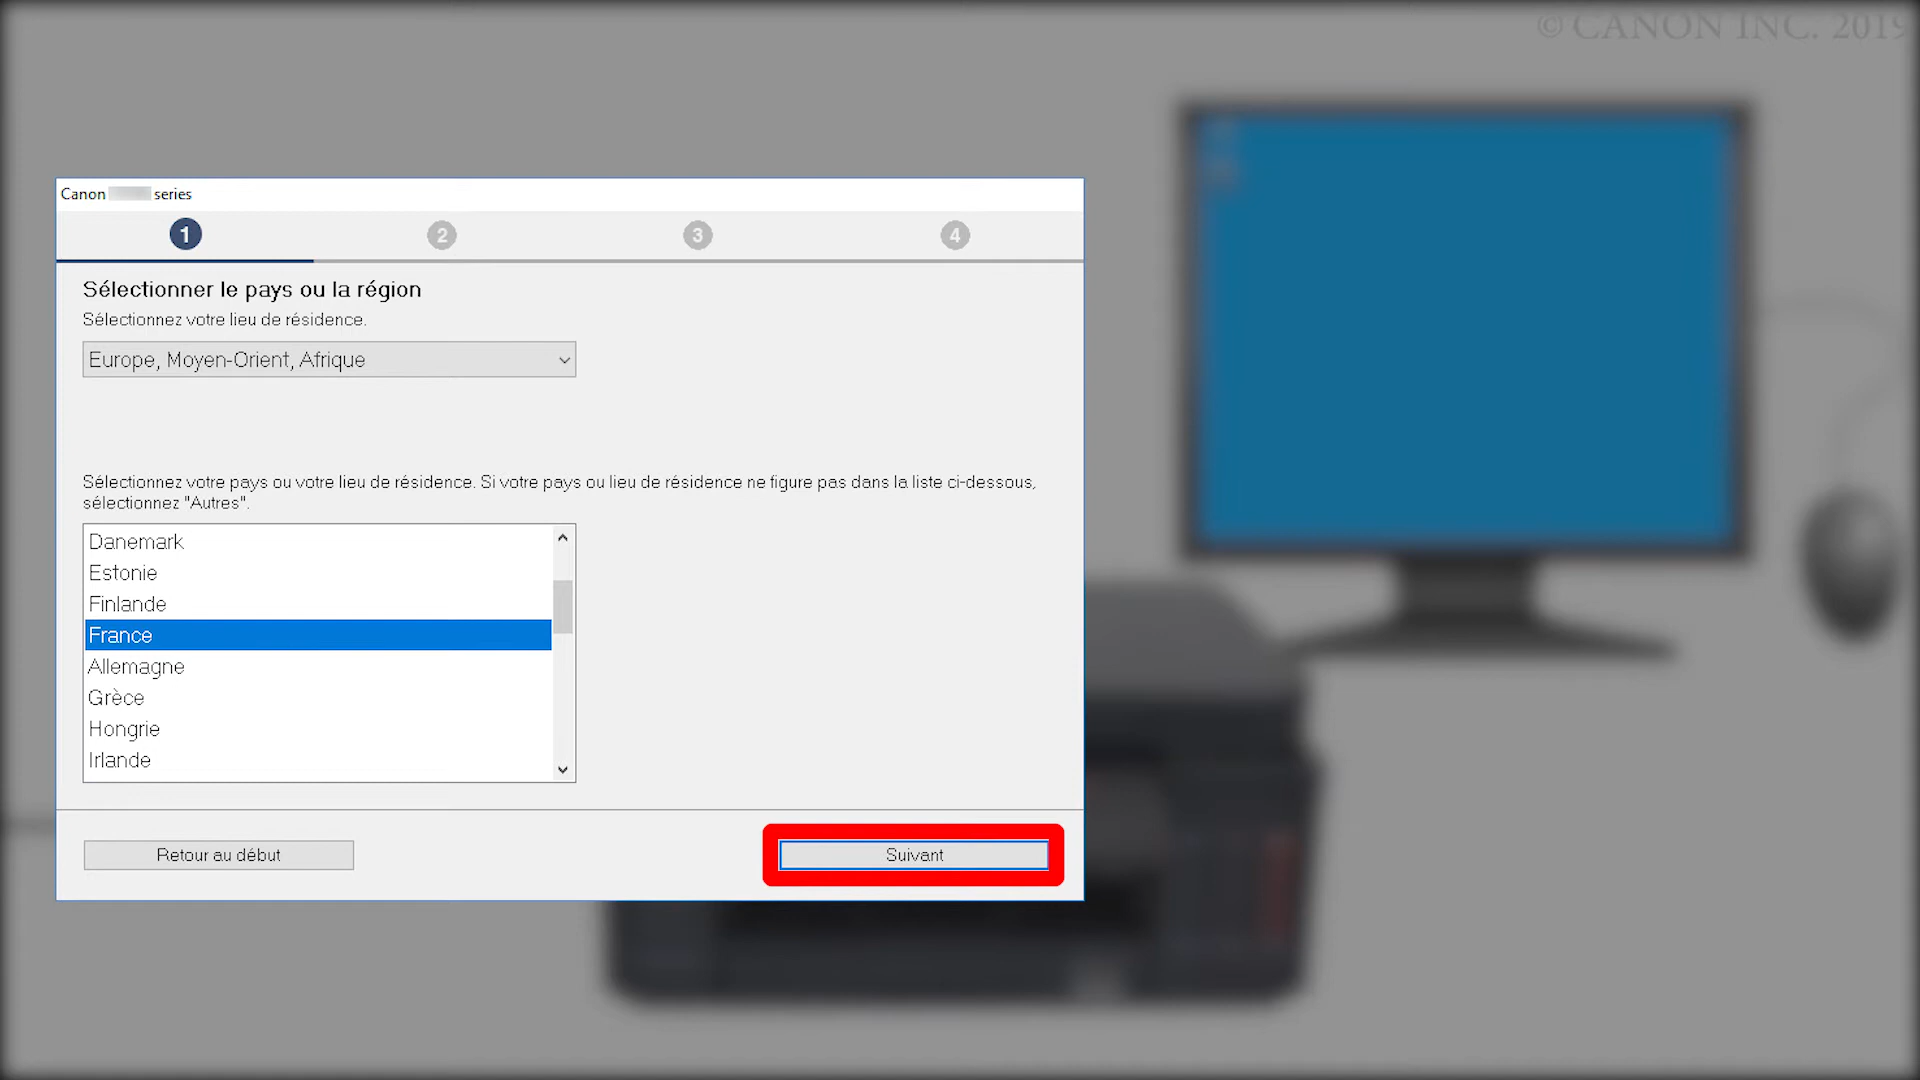 © CANON INC. 2019
Canon series
1 2 3 4
Sélectionner le pays ou la région
Sélectionnez votre lieu de résidence.
Europe, Moyen-Orient, Afrique
Sélectionnez votre pays ou votre lieu de résidence. Si votre pays ou lieu de résidence ne figure pas dans la liste ci-dessous,
sélectionnez "Autres".
Danemark
Estonie
Finlande
France
Allemagne
Grèce
Hongrie
Irlande
Retour au début
Suivant